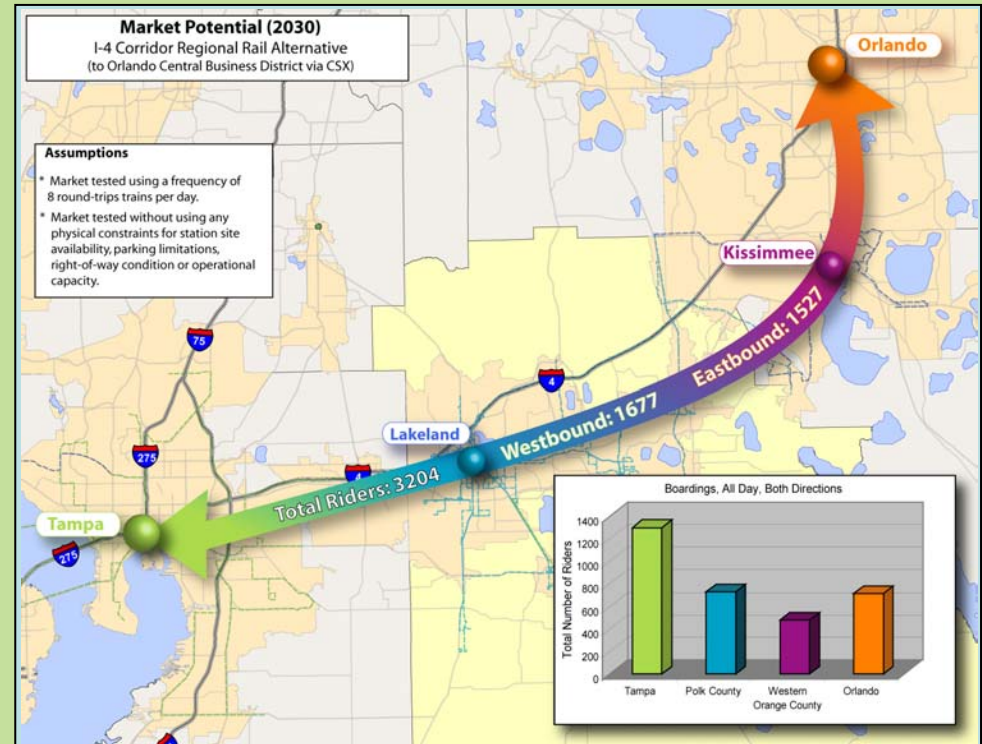 Market Potential (2030)
I-4 Corridor Regional Rail Alternative
(to Orlando Central Business District via CSX)
Orlando
Assumptions
* Market tested using a frequency of
8 round-trips trains per day.
* Market tested without using any
physical constraints for station site
availability, parking limitations,
right-of-way condition or operational
capacity.
Kissimmee
Eastbound: 1527
75
4
Westbound: 1677
Lakeland
275
4
Total Riders: 3204
Tampa
275
Boardings, All Day, Both Directions
Total Number of Riders
1400
1200
1000
800
600
400
200
0
Tampa
Polk County
Western
Orange County
Orlando